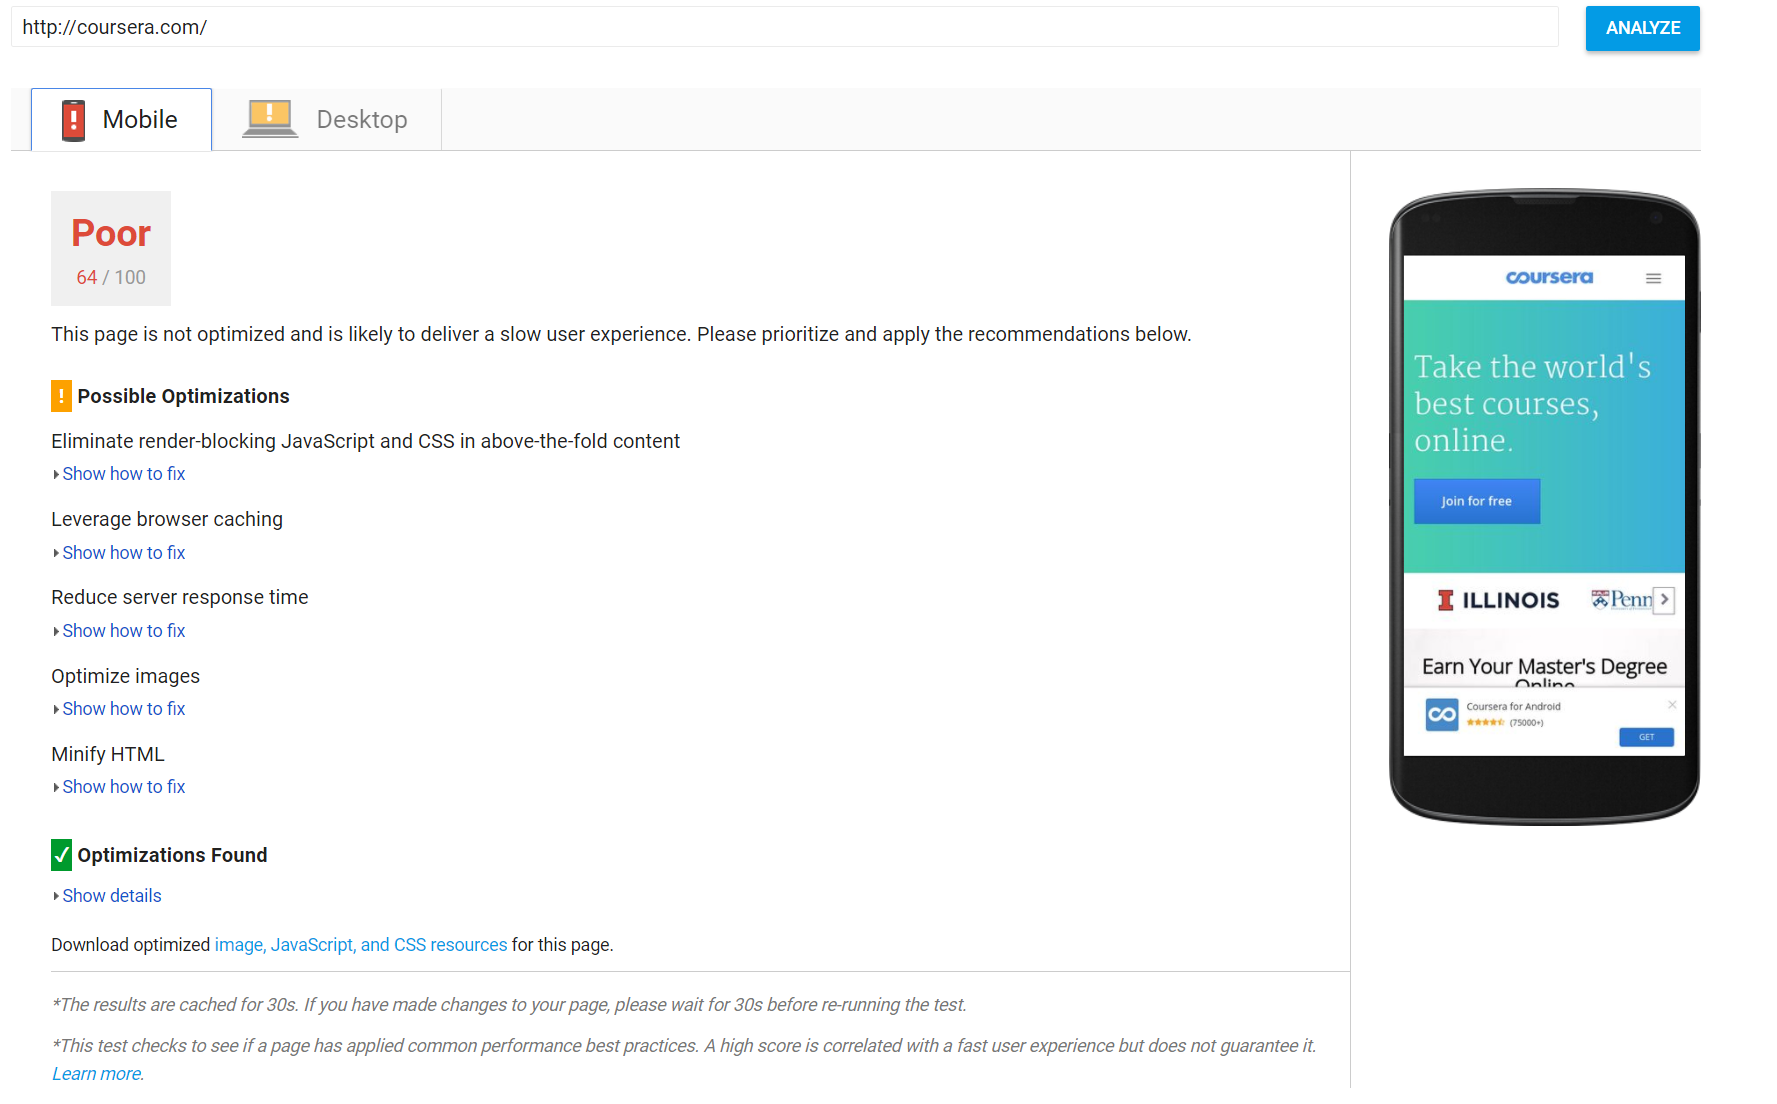 http://coursera.com/
ANALYZE
Mobile
Desktop
Poor
64 / 100
This page is not optimized and is likely to deliver a slow user experience. Please prioritize and apply the recommendations below.
! Possible Optimizations
Eliminate render-blocking JavaScript and CSS in above-the-fold content
Show how to fix
Leverage browser caching
Show how to fix
Reduce server response time
Show how to fix
Optimize images
Show how to fix
Minify HTML
Show how to fix
Optimizations Found
Show details
Download optimized image, JavaScript, and CSS resources for this page.
*The results are cached for 30s. If you have made changes to your page, please wait for 30s before re-running the test.
*This test checks to see if a page has applied common performance best practices. A high score is correlated with a fast user experience but does not guarantee it.
Learn more.
coursera
Take the world's
best courses,
online.
Join for free
ILLINOIS
Penn
Earn Your Master's Degree
Online
Coursera for Android
(75000+)
GET